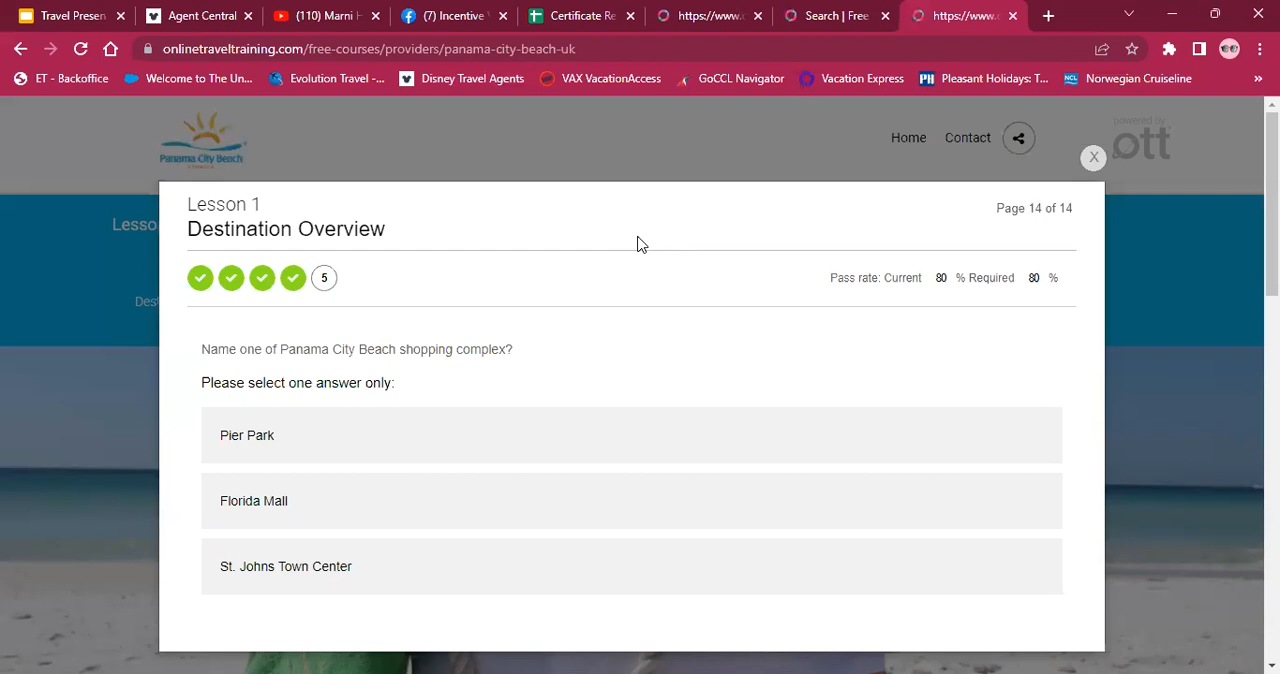 Travel Presen
Agent Central
(110) Marni H
(7) Incentive
Certificate Re
https://www.
Search | Free
https://www.
onlinetraveltraining.com/free-courses/providers/panama-city-beach-uk
ET - Backoffice
Welcome to The Un...
Evolution Travel -...
Disney Travel Agents
VAX VacationAccess
GoCCL Navigator
Vacation Express
Pleasant Holidays: T...
Norwegian Cruiseline
»
Panama City Beach
Home
Contact
powered by
ott
X
Lesso
Dest
Lesson 1
Page 14 of 14
Destination Overview
5
Pass rate: Current 80 % Required 80 %
Name one of Panama City Beach shopping complex?
Please select one answer only:
Pier Park
Florida Mall
St. Johns Town Center